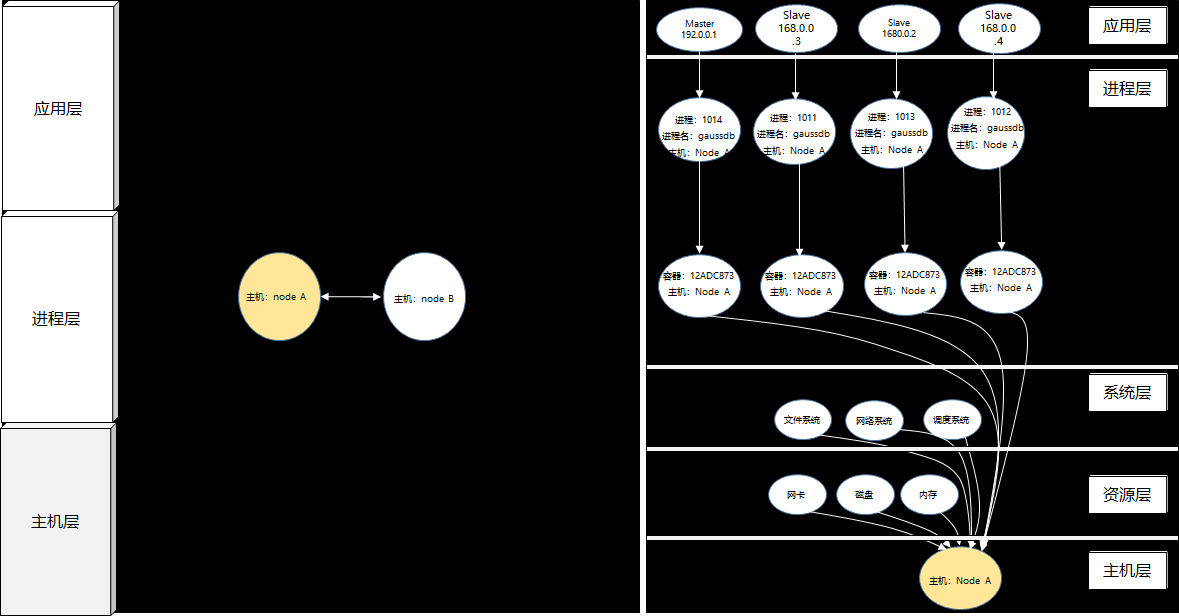 应用层
进程层
主机层
主机：node A
主机：node B
Master
192.0.0.1
Slave
168.0.0
.3
Slave
1680.0.2
Slave
168.0.0
.4
应用层
进程层
进程：1014
进程名：gaussdb
主机：Node A
进程：1011
进程名：gaussdb
主机：Node A
进程：1013
进程名：gaussdb
主机：Node A
进程：1012
进程名：gaussdb
主机：Node A
容器：12ADC873
主机：Node A
容器：12ADC873
主机：Node A
容器：12ADC873
主机：Node A
容器：12ADC873
主机：Node A
系统层
文件系统
网络系统
调度系统
资源层
网卡
磁盘
内存
主机层
主机：Node A